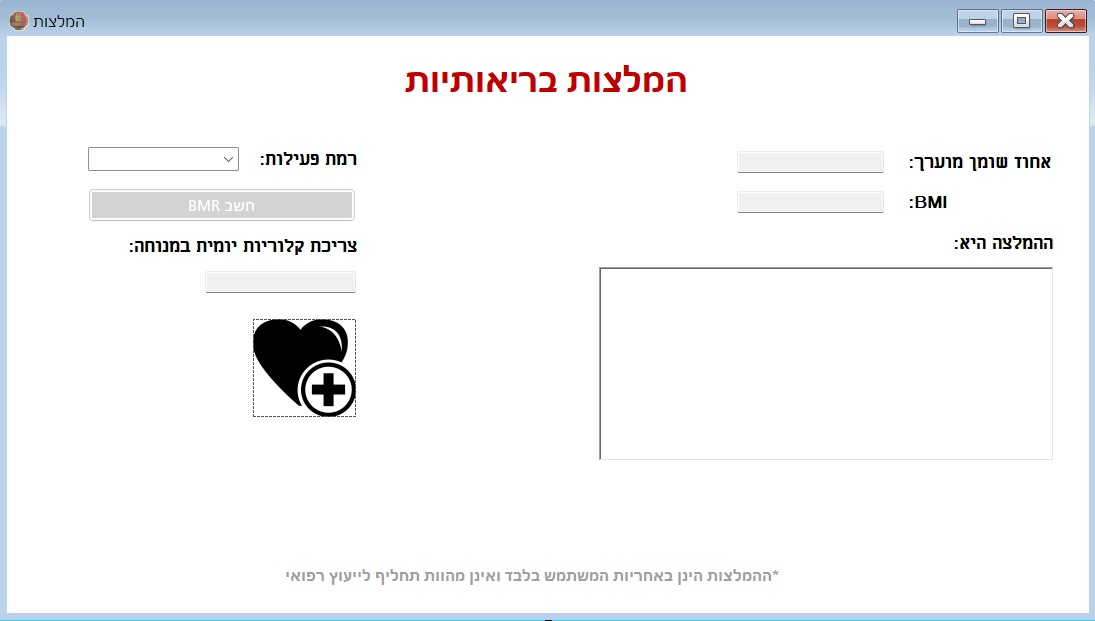 המלצות
המלצות בריאותיות
אחוז שומן מוערך:
BMI:
ההמלצה היא:
רמת פעילות:
חשב BMR
צריכת קלוריות יומית במנוחה:
*ההמלצות הינן באחריות המשתמש בלבד ואינן מהוות תחליף לייעוץ רפואי